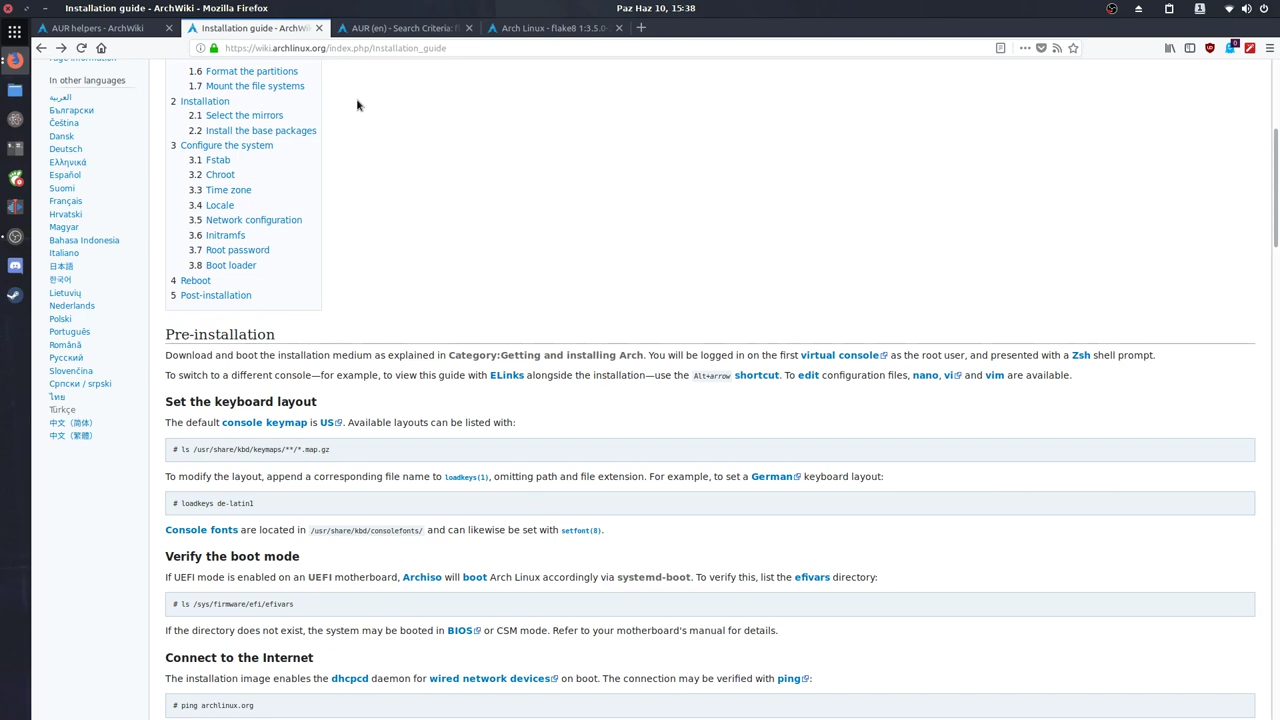 Installation guide - ArchWiki - Mozilla Firefox
Paz Haz 10, 15:38
1
AUR helpers - ArchWiki
Installation guide - ArchWi
AUR (en) - Search Criteria: f
Arch Linux - flake8 1:3.5.0-
https://wiki.archlinux.org/index.php/Installation_guide
0
Page information
In other languages
العربية
Български
Čeština
Dansk
Deutsch
Ελληνικά
Español
Suomi
Français
Hrvatski
Magyar
Bahasa Indonesia
Italiano
日本語
한국어
Lietuvių
Nederlands
Polski
Português
Română
Русский
Slovenčina
Српски / srpski
ไทย
Türkçe
中文（简体）
中文（繁體）
1.6 Format the partitions
1.7 Mount the file systems
2 Installation
2.1 Select the mirrors
2.2 Install the base packages
3 Configure the system
3.1 Fstab
3.2 Chroot
3.3 Time zone
3.4 Locale
3.5 Network configuration
3.6 Initramfs
3.7 Root password
3.8 Boot loader
4 Reboot
5 Post-installation
Pre-installation
Download and boot the installation medium as explained in Category:Getting and installing Arch. You will be logged in on the first virtual console as the root user, and presented with a Zsh shell prompt.
To switch to a different console—for example, to view this guide with ELinks alongside the installation—use the Alt+arrow shortcut. To edit configuration files, nano, vi and vim are available.
Set the keyboard layout
The default console keymap is US. Available layouts can be listed with:
# ls /usr/share/kbd/keymaps/**/*.map.gz
To modify the layout, append a corresponding file name to loadkeys(1), omitting path and file extension. For example, to set a German keyboard layout:
# loadkeys de-latin1
Console fonts are located in /usr/share/kbd/consolefonts/ and can likewise be set with setfont(8).
Verify the boot mode
If UEFI mode is enabled on an UEFI motherboard, Archiso will boot Arch Linux accordingly via systemd-boot. To verify this, list the efivars directory:
# ls /sys/firmware/efi/efivars
If the directory does not exist, the system may be booted in BIOS or CSM mode. Refer to your motherboard's manual for details.
Connect to the Internet
The installation image enables the dhcpcd daemon for wired network devices on boot. The connection may be verified with ping:
# ping archlinux.org